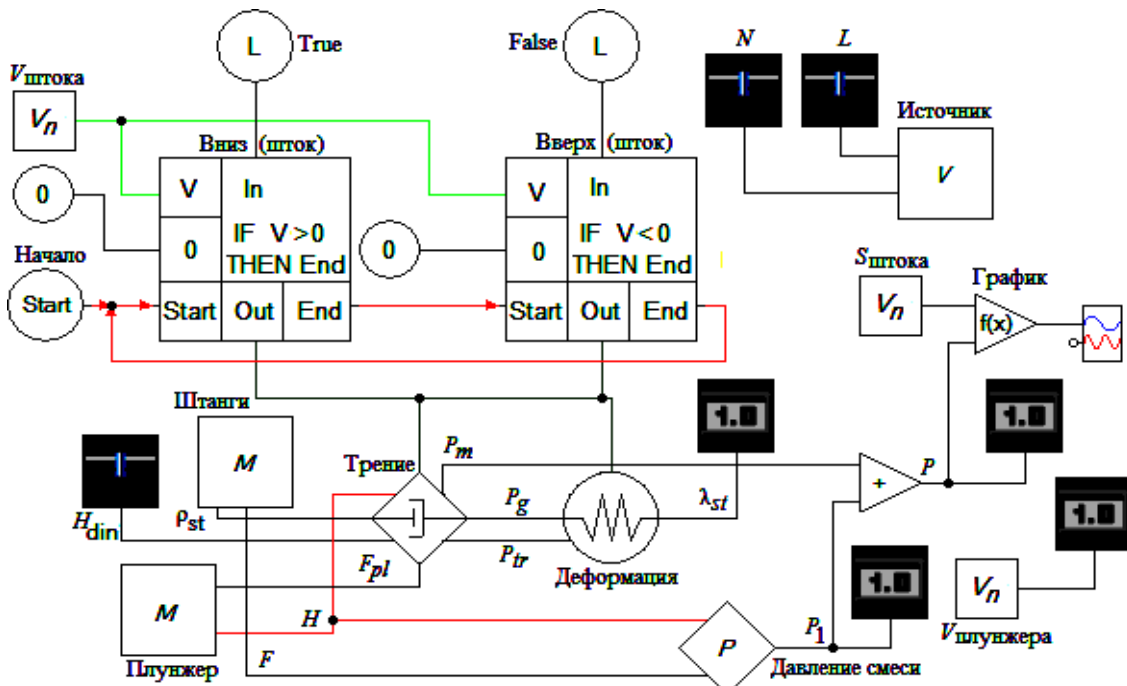 L
True
False
L
N
L
Vштока
Vn
Источник
V
Вниз (шток)
V
In
0
IF V > 0
THEN End
Start
Out
End
0
Вверх (шток)
V
In
0
IF V < 0
THEN End
Start
Out
End
0
Начало
Start
Sштока
Vn
График
f(x)
Штанги
M
1.0
1.0
Трение
Pm
+
P
ρst
Pg
λst
Hdin
Fpl
Ptr
Деформация
1.0
1.0
M
Плунжер
H
F
P
P1
Давление смеси
Vn
Vплунжера